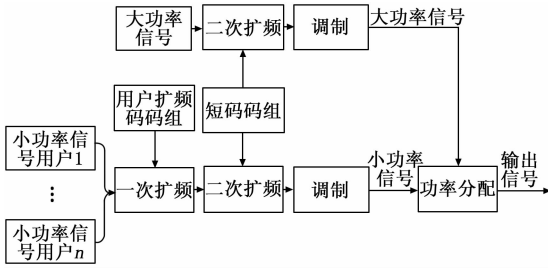 大功率
信号
二次扩频
调制
大功率信号
用户扩频
码码组
短码码组
小功率信
号用户1
⋮
小功率信
号用户n
一次扩频
二次扩频
调制
小功率
信号
功率分配
输出
信号